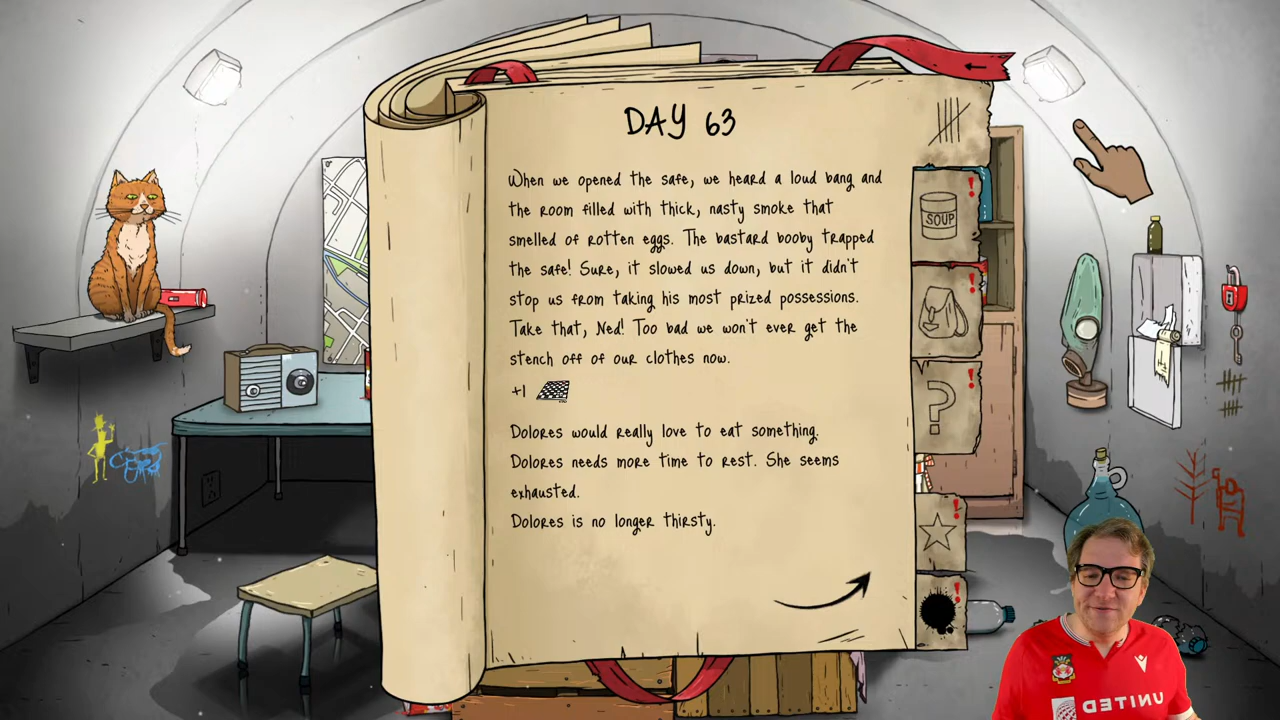 DAY 63
When we opened the safe, we heard a loud bang and
the room filled with thick, nasty smoke that
smelled of rotten eggs. The bastard booby trapped
the safe! Sure, it slowed us down, but it didn't
stop us from taking his most prized possessions.
Take that, Ned! Too bad we won't ever get the
stench off of our clothes now.
+1
Dolores would really love to eat something.
Dolores needs more time to rest. She seems
exhausted.
Dolores is no longer thirsty.
!
SOUP
!
!
?
!
!
UNITED